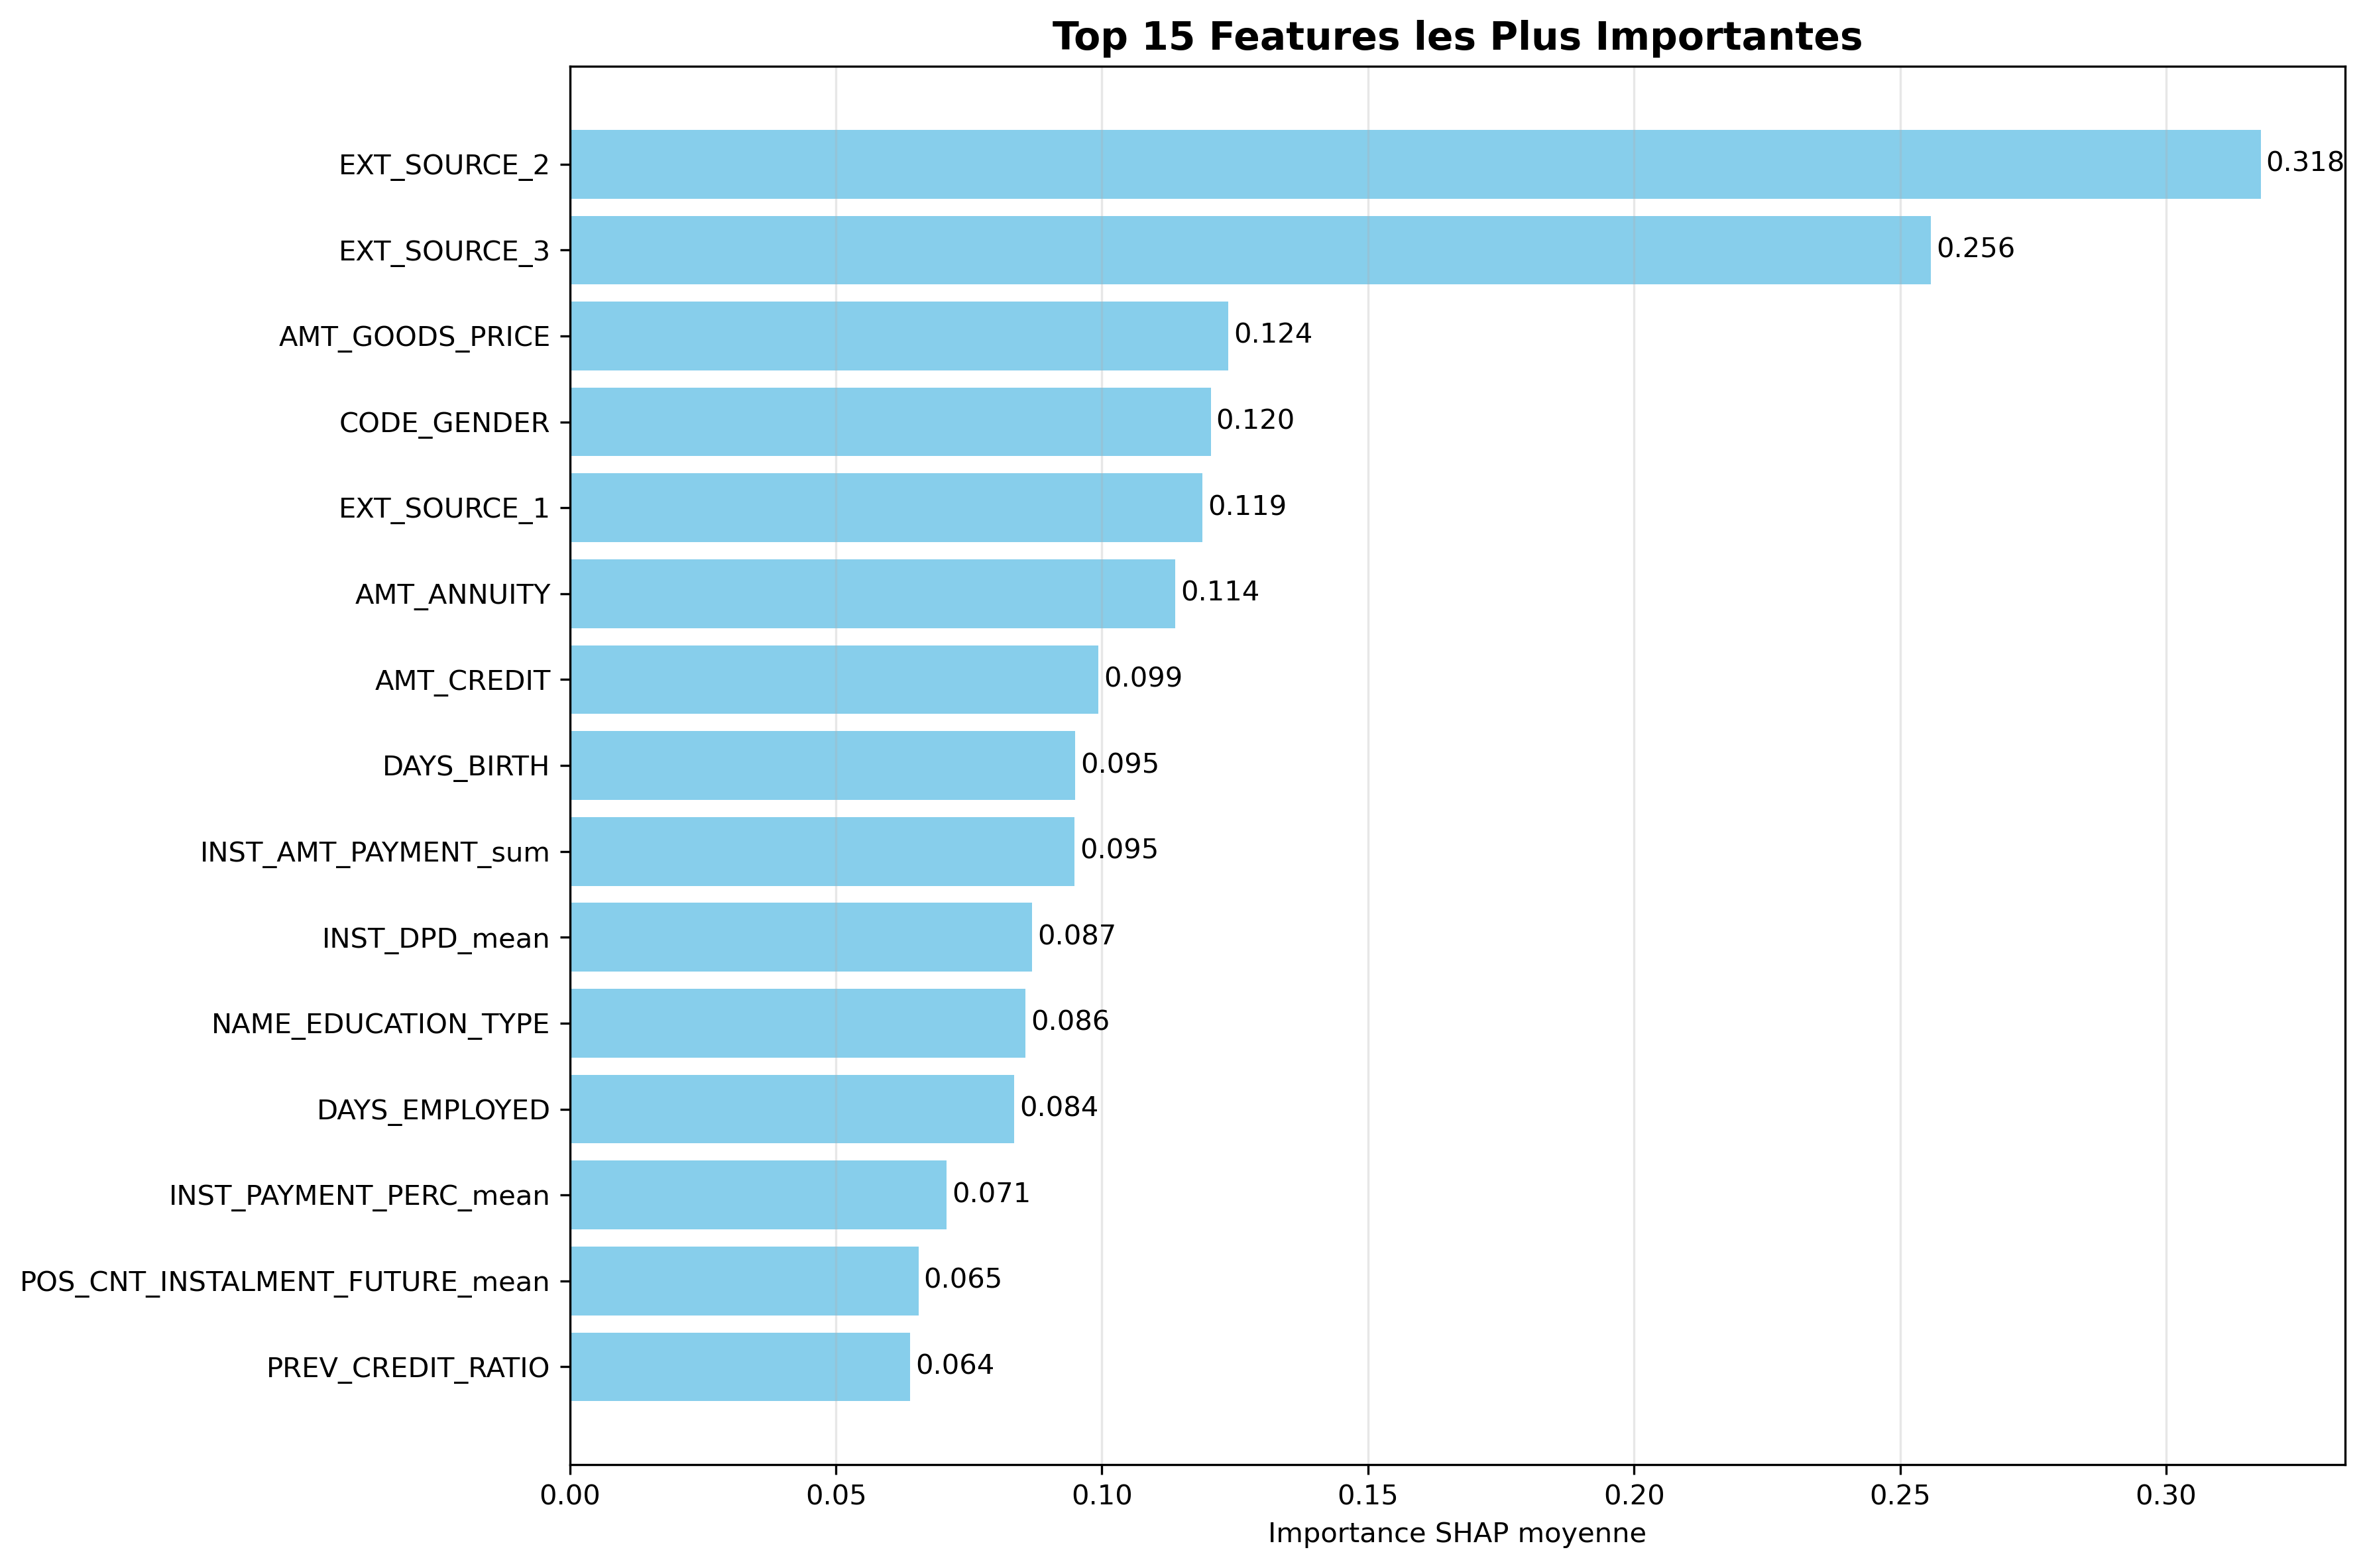 Top 15 Features les Plus Importantes
EXT_SOURCE_2 0.318
EXT_SOURCE_3 0.256
AMT_GOODS_PRICE 0.124
CODE_GENDER 0.120
EXT_SOURCE_1 0.119
AMT_ANNUITY 0.114
AMT_CREDIT 0.099
DAYS_BIRTH 0.095
INST_AMT_PAYMENT_sum 0.095
INST_DPD_mean 0.087
NAME_EDUCATION_TYPE 0.086
DAYS_EMPLOYED 0.084
INST_PAYMENT_PERC_mean 0.071
POS_CNT_INSTALMENT_FUTURE_mean 0.065
PREV_CREDIT_RATIO 0.064
0.00 0.05 0.10 0.15 0.20 0.25 0.30
Importance SHAP moyenne